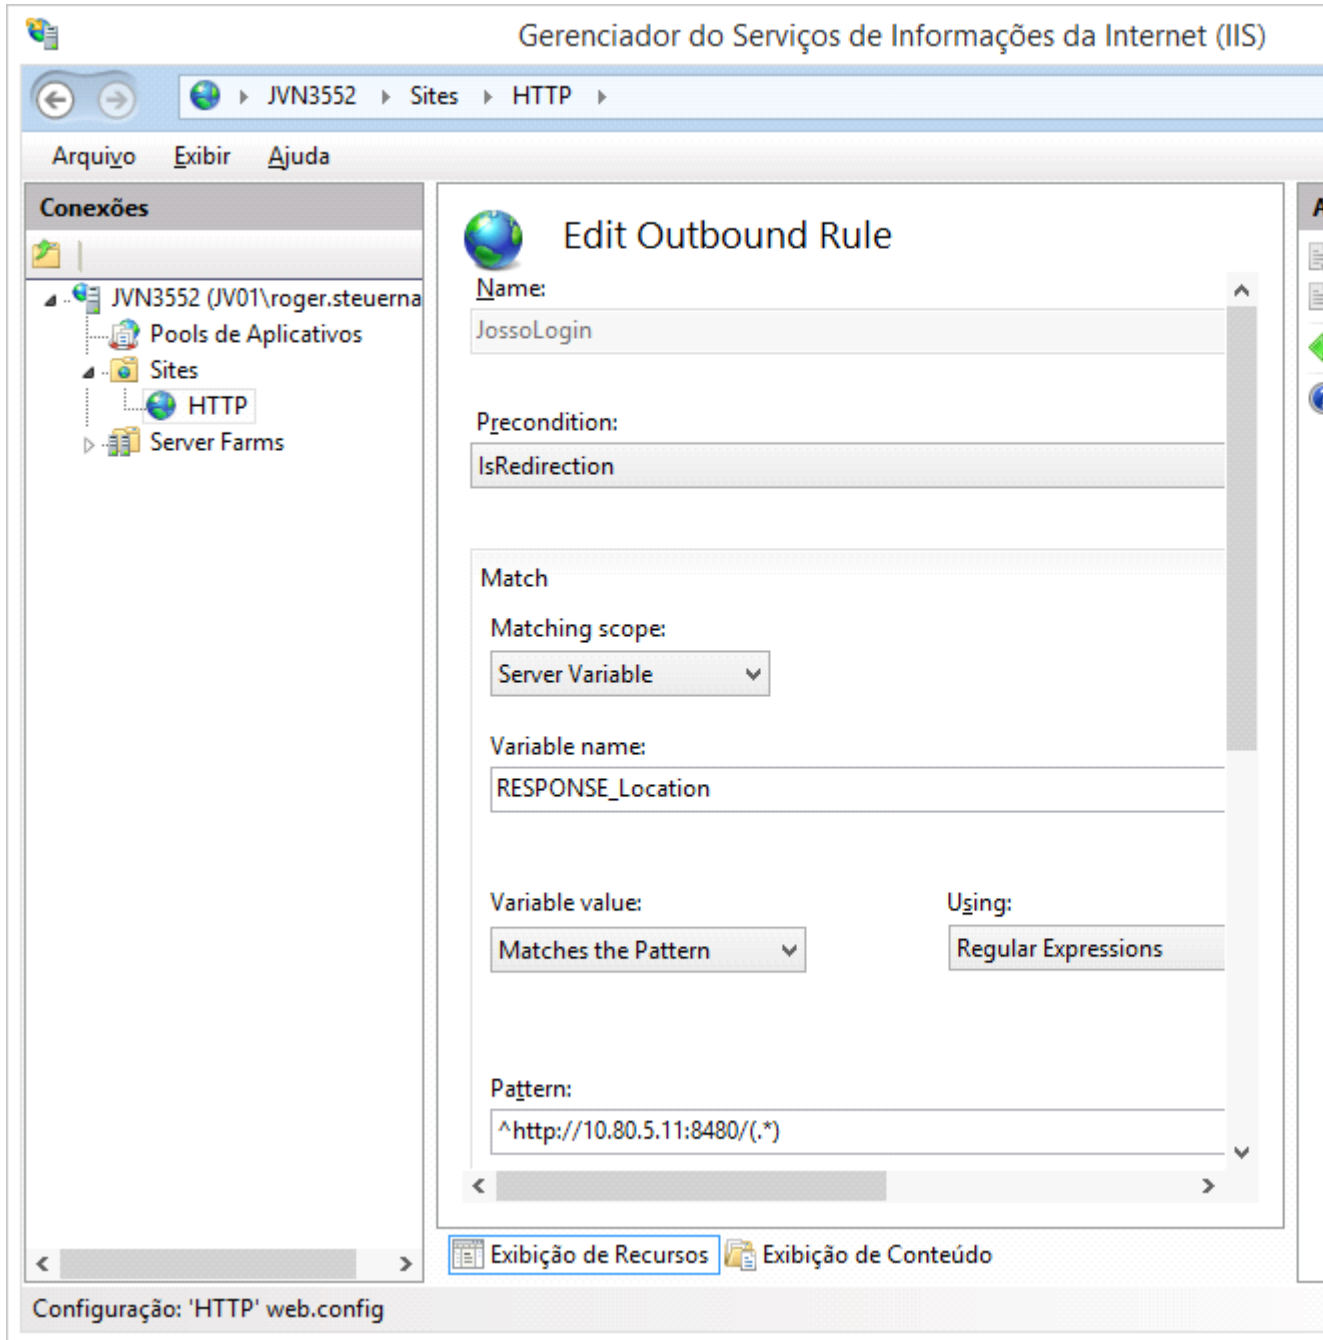 Gerenciador do Serviços de Informações da Internet (IIS)
JVN3552 Sites HTTP
Arquivo Exibir Ajuda
Conexões
JVN3552 (JV01\roger.steuerna
Pools de Aplicativos
Sites
HTTP
Server Farms
Edit Outbound Rule
Name:
JossoLogin
Precondition:
IsRedirection
Match
Matching scope:
Server Variable
Variable name:
RESPONSE_Location
Variable value: Using:
Matches the Pattern Regular Expressions
Pattern:
^http://10.80.5.11:8480/(.*)
Exibição de Recursos Exibição de Conteúdo
Configuração: 'HTTP' web.config